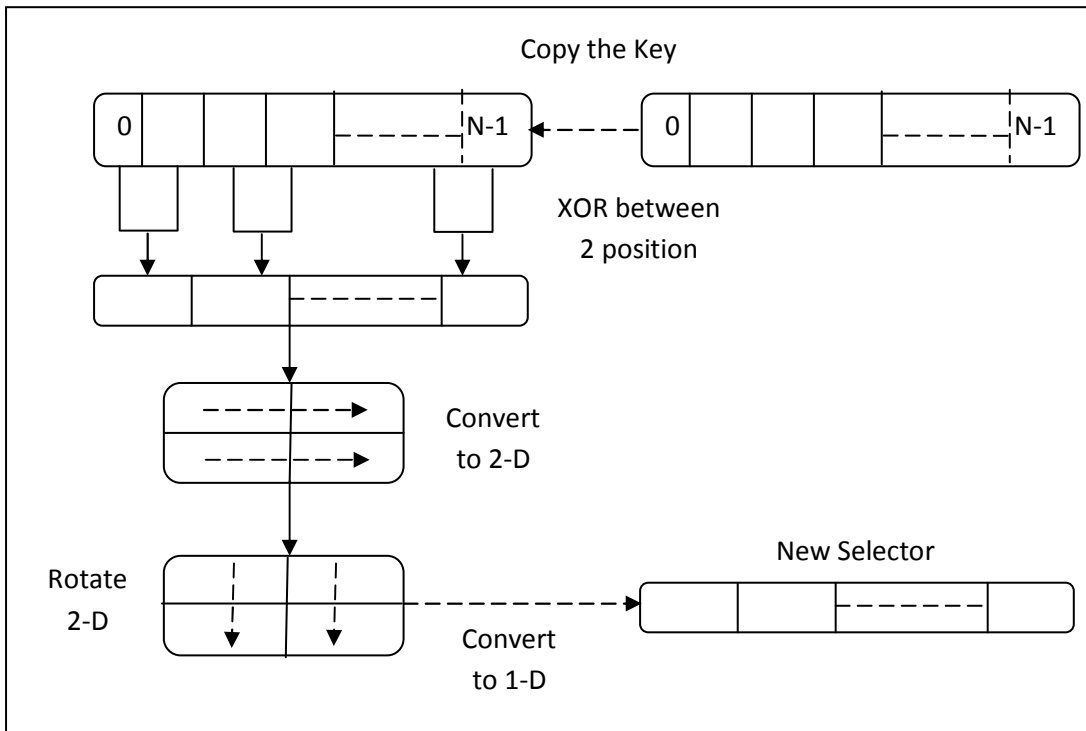 Copy the Key
0
N-1
0
N-1
XOR between
2 position
Convert
to 2-D
New Selector
Rotate
2-D
Convert
to 1-D